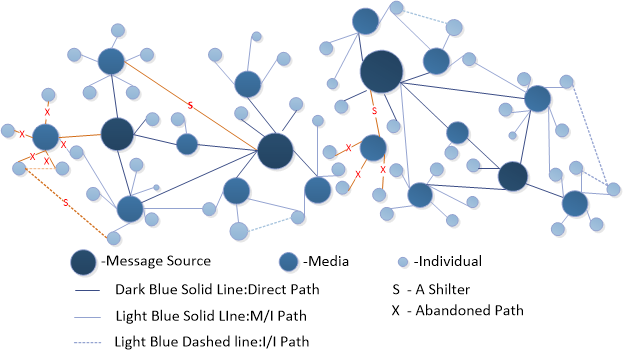 S
X
X
X
X
X
S
S
X
X
X
-Message Source
-Media
-Individual
Dark Blue Solid LIne:Direct Path
S - A Shilter
Light Blue Solid LIne:M/I Path
X - Abandoned Path
Light Blue Dashed line:I/I Path